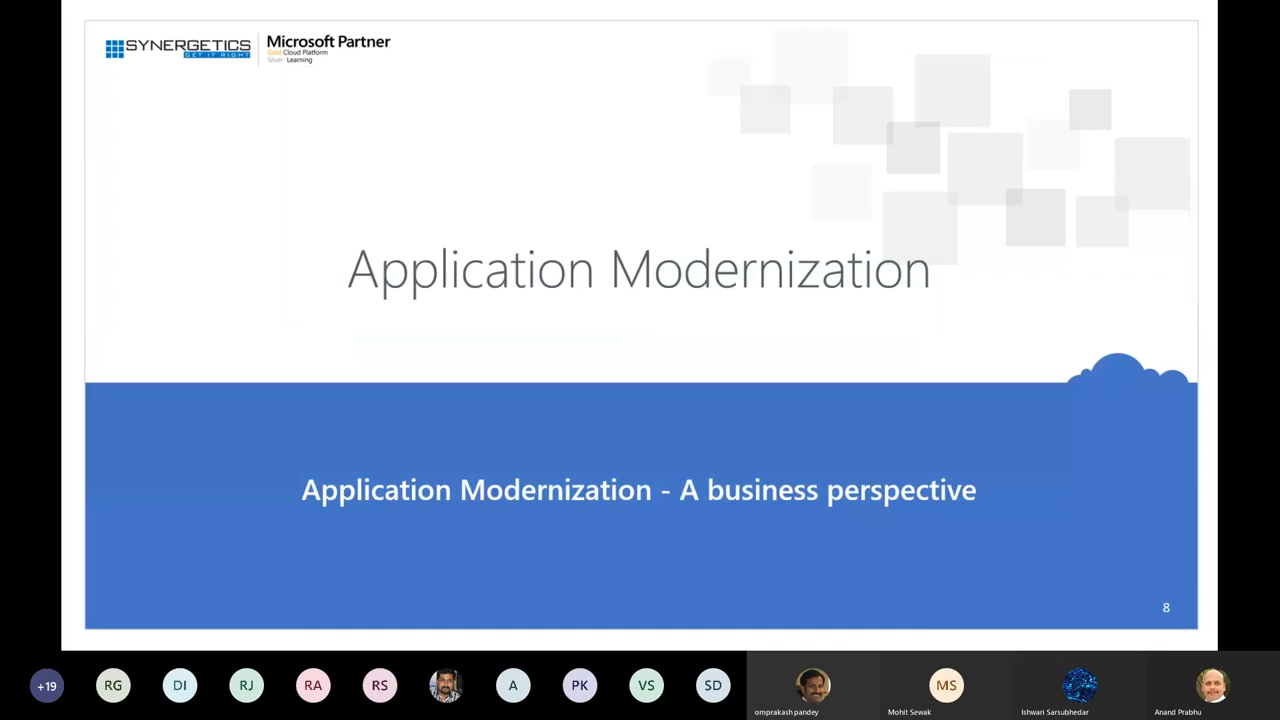 SYNERGETICS
GET IT RIGHT
Microsoft Partner
Gold Cloud Platform
Silver Learning
Application Modernization
Application Modernization - A business perspective
8
+19
RG
DI
RJ
RA
RS
A
PK
VS
SD
MS
omprakash pandey
Mohit Sewak
Ishwari Sarsubhedar
Anand Prabhu